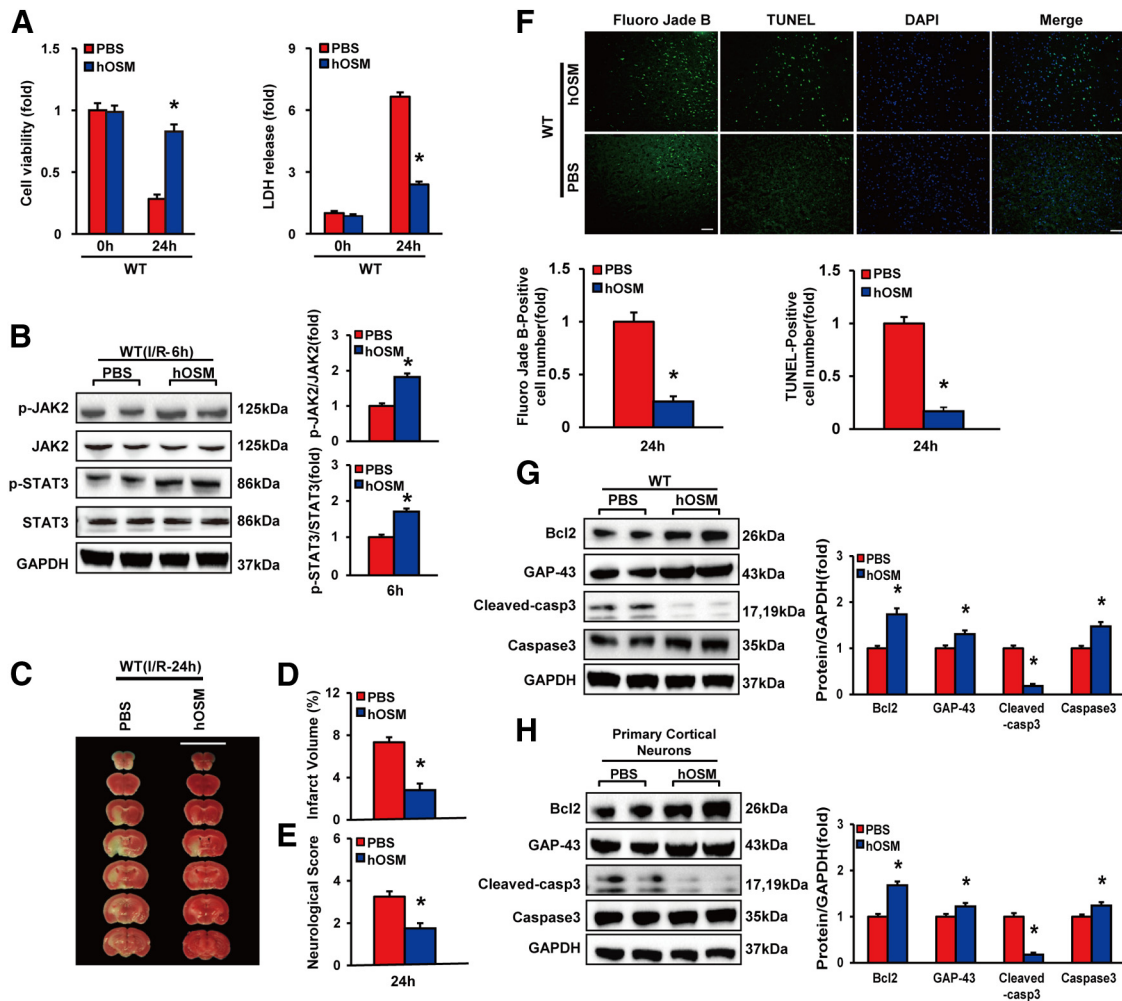 A
PBS
hOSM
Cell viability (fold)
1.5
1
0.5
0
*
0h
24h
WT
PBS
hOSM
LDH release (fold)
9
6
3
0
*
0h
24h
WT
B
WT(I/R-6h)
PBS
hOSM
p-JAK2
125kDa
JAK2
125kDa
p-STAT3
86kDa
STAT3
86kDa
GAPDH
37kDa
p-JAK2/JAK2(fold)
3
2
1
0
PBS
hOSM
*
p-STAT3/STAT3(fold)
3
2
1
0
PBS
hOSM
*
6h
C
WT(I/R-24h)
PBS
hOSM
D
Infarct Volume (%)
12
8
4
0
PBS
hOSM
*
E
Neurological Score
6
4
2
0
PBS
hOSM
*
24h
F
Fluoro Jade B
TUNEL
DAPI
Merge
WT
hOSM
PBS
Fluoro Jade B-Positive
cell number(fold)
1.5
1
0.5
0
PBS
hOSM
*
24h
TUNEL-Positive
cell number(fold)
1.5
1
0.5
0
PBS
hOSM
*
24h
G
WT
PBS
hOSM
Bcl2
26kDa
GAP-43
43kDa
Cleaved-casp3
17,19kDa
Caspase3
35kDa
GAPDH
37kDa
Protein/GAPDH(fold)
3
2
1
0
PBS
hOSM
*
*
*
*
Bcl2
GAP-43
Cleaved
-casp3
Caspase3
H
Primary Cortical
Neurons
PBS
hOSM
Bcl2
26kDa
GAP-43
43kDa
Cleaved-casp3
17,19kDa
Caspase3
35kDa
GAPDH
37kDa
Protein/GAPDH(fold)
3
2
1
0
PBS
hOSM
*
*
*
*
Bcl2
GAP-43
Cleaved
-casp3
Caspase3